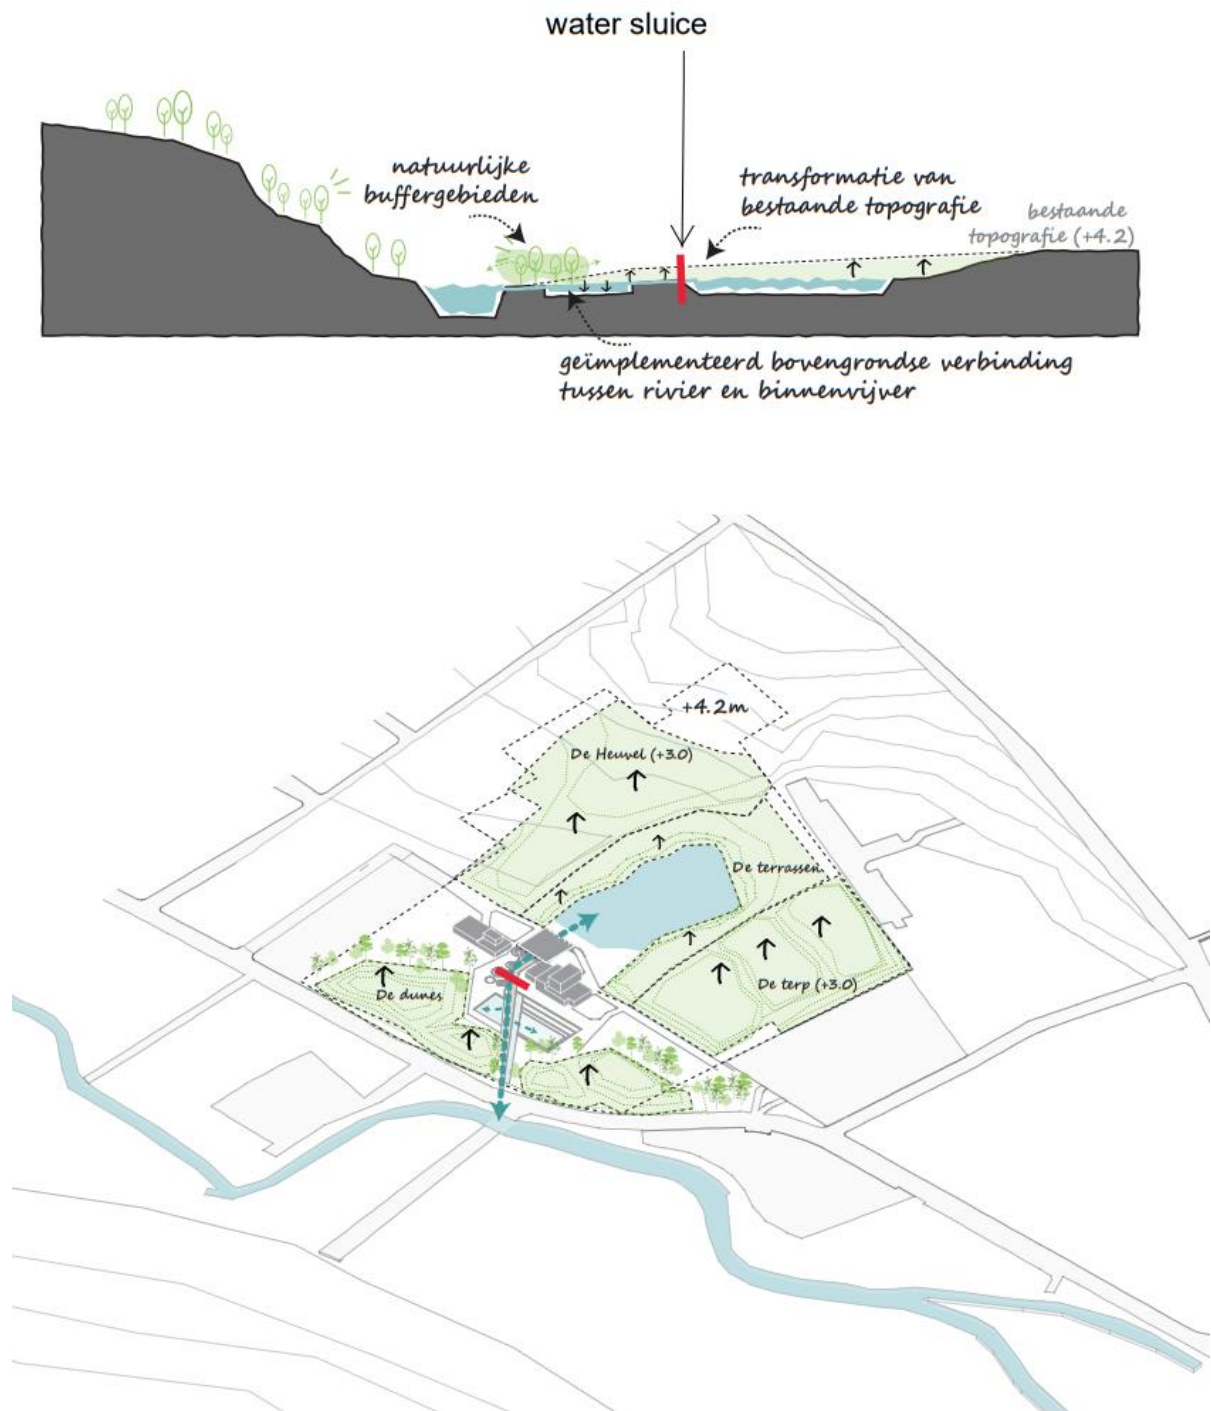 water sluice
natuurlijke
buffergebieden
transformatie van
bestaande topografie
bestaande
topografie (+4.2)
geïmplementeerd bovengrondse verbinding
tussen rivier en binnenvijver
+4.2m
De Heuvel (+3.0)
De terrassen
De terp (+3.0)
De dunes